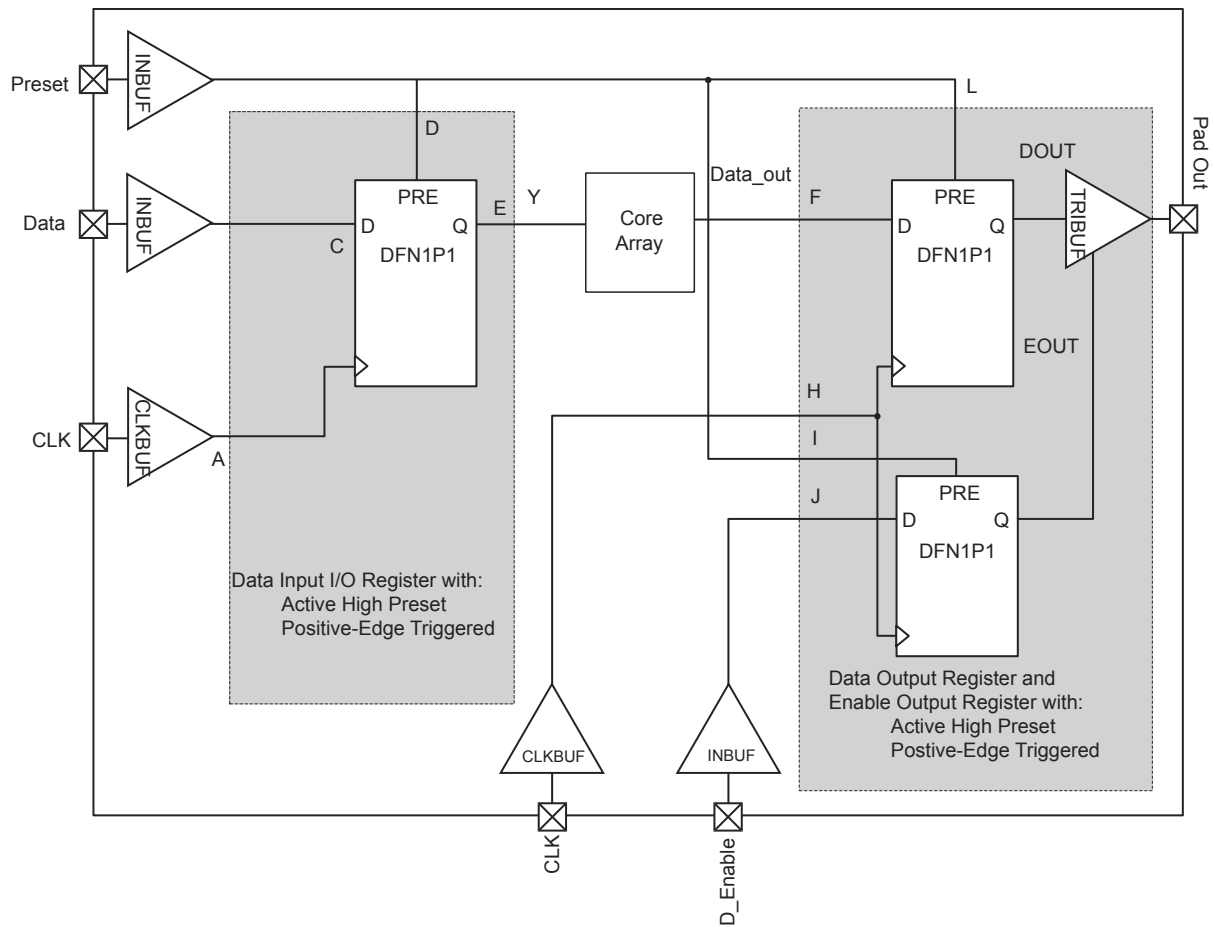 Preset
INBUF
L
D
Pad Out
DOUT
Data
INBUF
PRE
D Q
DFN1P1
C
E
Y
Core
Array
Data_out
F
PRE
D Q
DFN1P1
TRIBUF
EOUT
CLK
CLKBUF
A
H
I
J
PRE
D Q
DFN1P1
Data Input I/O Register with:
Active High Preset
Positive-Edge Triggered
Data Output Register and
Enable Output Register with:
Active High Preset
Postive-Edge Triggered
CLKBUF
INBUF
CLK
D_Enable